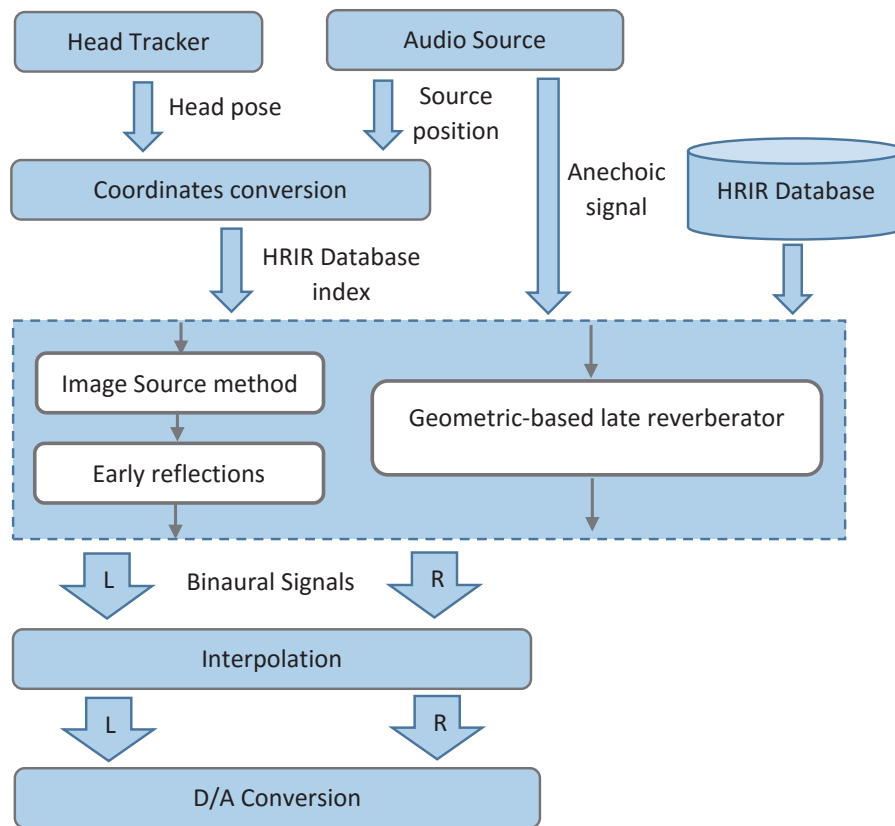 Head Tracker
Audio Source
Head pose
Source
position
Coordinates conversion
Anechoic
signal
HRIR Database
HRIR Database
index
Image Source method
Geometric-based late reverberator
Early reflections
L
Binaural Signals
R
Interpolation
L
R
D/A Conversion